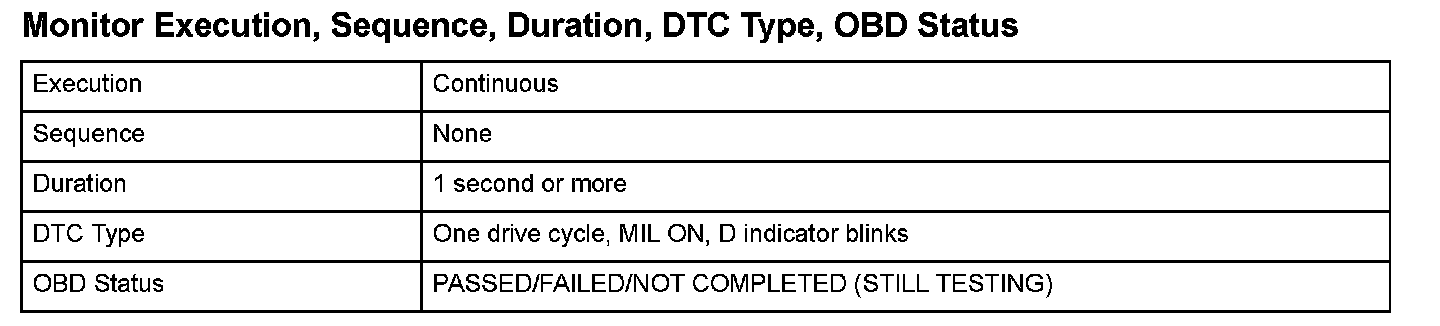 Monitor Execution, Sequence, Duration, DTC Type, OBD Status
Execution Continuous
Sequence None
Duration 1 second or more
DTC Type One drive cycle, MIL ON, D indicator blinks
OBD Status PASSED/FAILED/NOT COMPLETED (STILL TESTING)